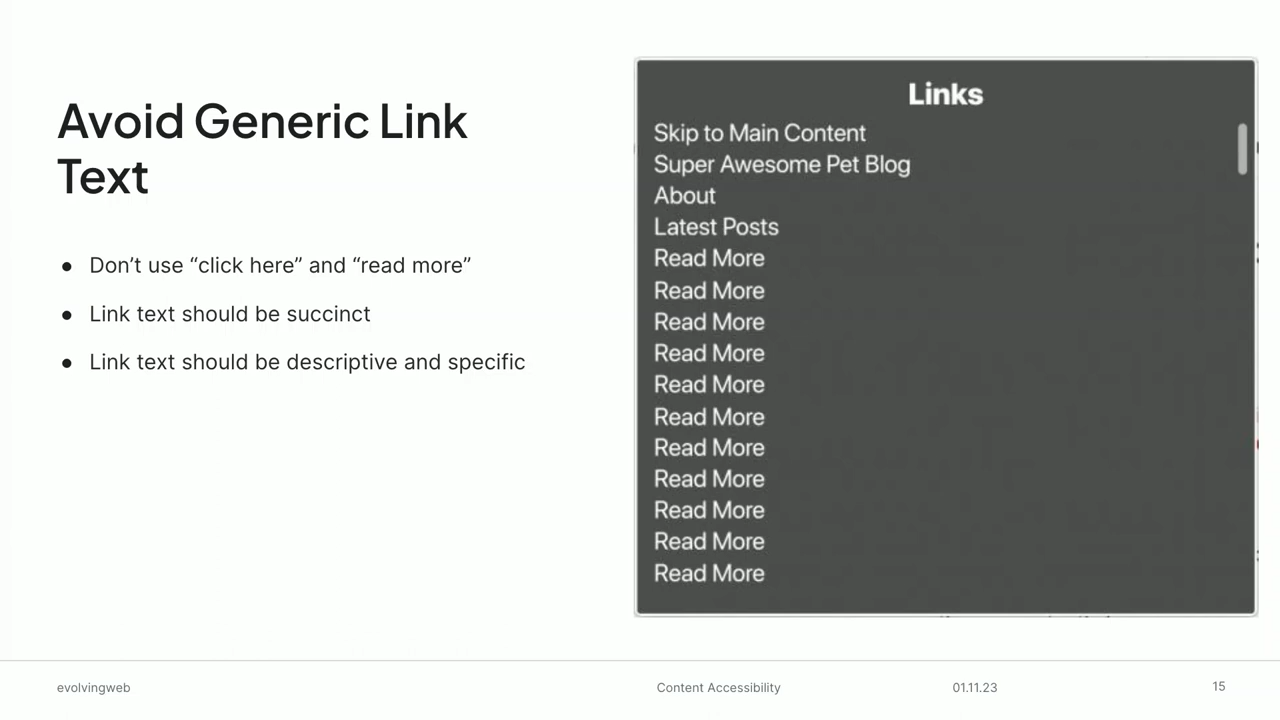 Avoid Generic Link
Text
● Don’t use “click here” and “read more”
● Link text should be succinct
● Link text should be descriptive and specific
Links
Skip to Main Content
Super Awesome Pet Blog
About
Latest Posts
Read More
Read More
Read More
Read More
Read More
Read More
Read More
Read More
Read More
Read More
Read More
evolvingweb
Content Accessibility
01.11.23
15